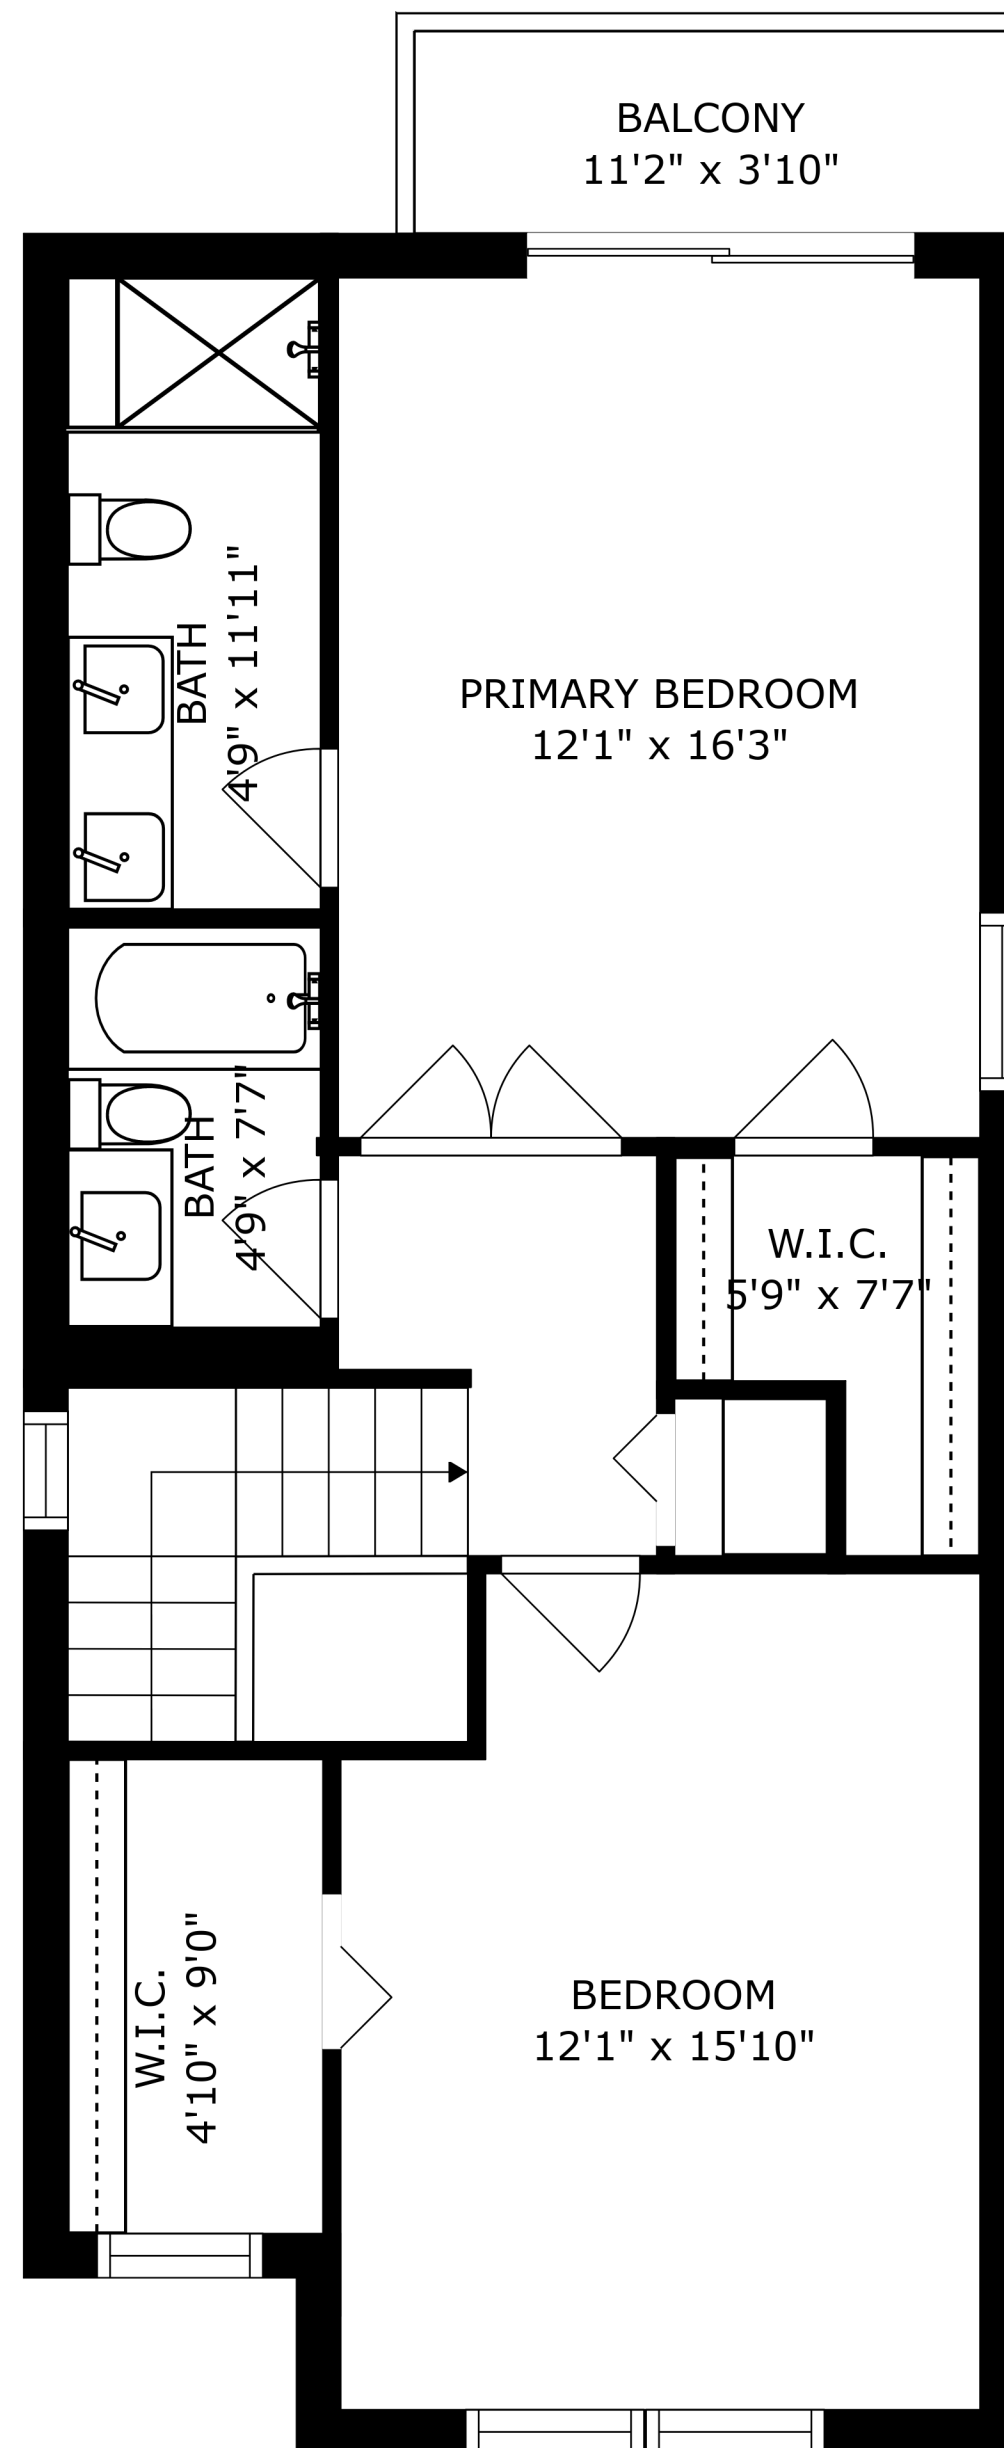 BALCONY
11'2" x 3'10"
BATH
4'9" x 11'11"
PRIMARY BEDROOM
12'1" x 16'3"
BATH
4'9" x 7'7"
W.I.C.
5'9" x 7'7"
W.I.C.
4'10" x 9'0"
BEDROOM
12'1" x 15'10"